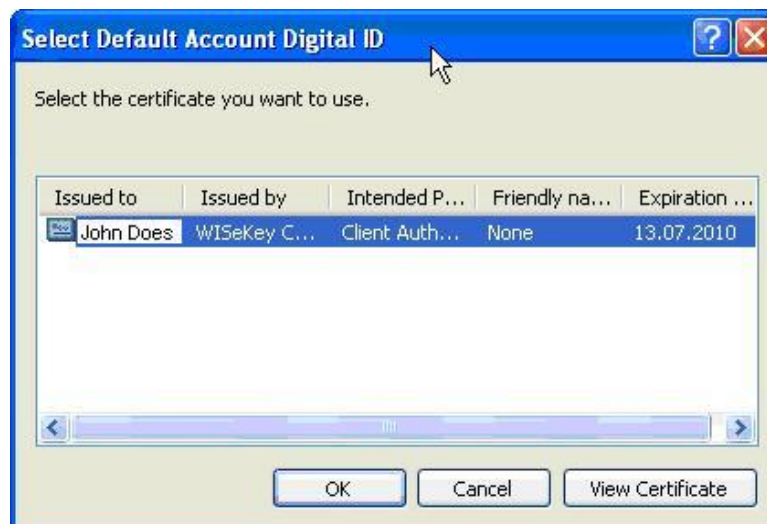 Select Default Account Digital ID
Select the certificate you want to use.
Issued to Issued by Intended P... Friendly na... Expiration ...
John Does WISeKey C... Client Auth... None 13.07.2010
OK Cancel View Certificate